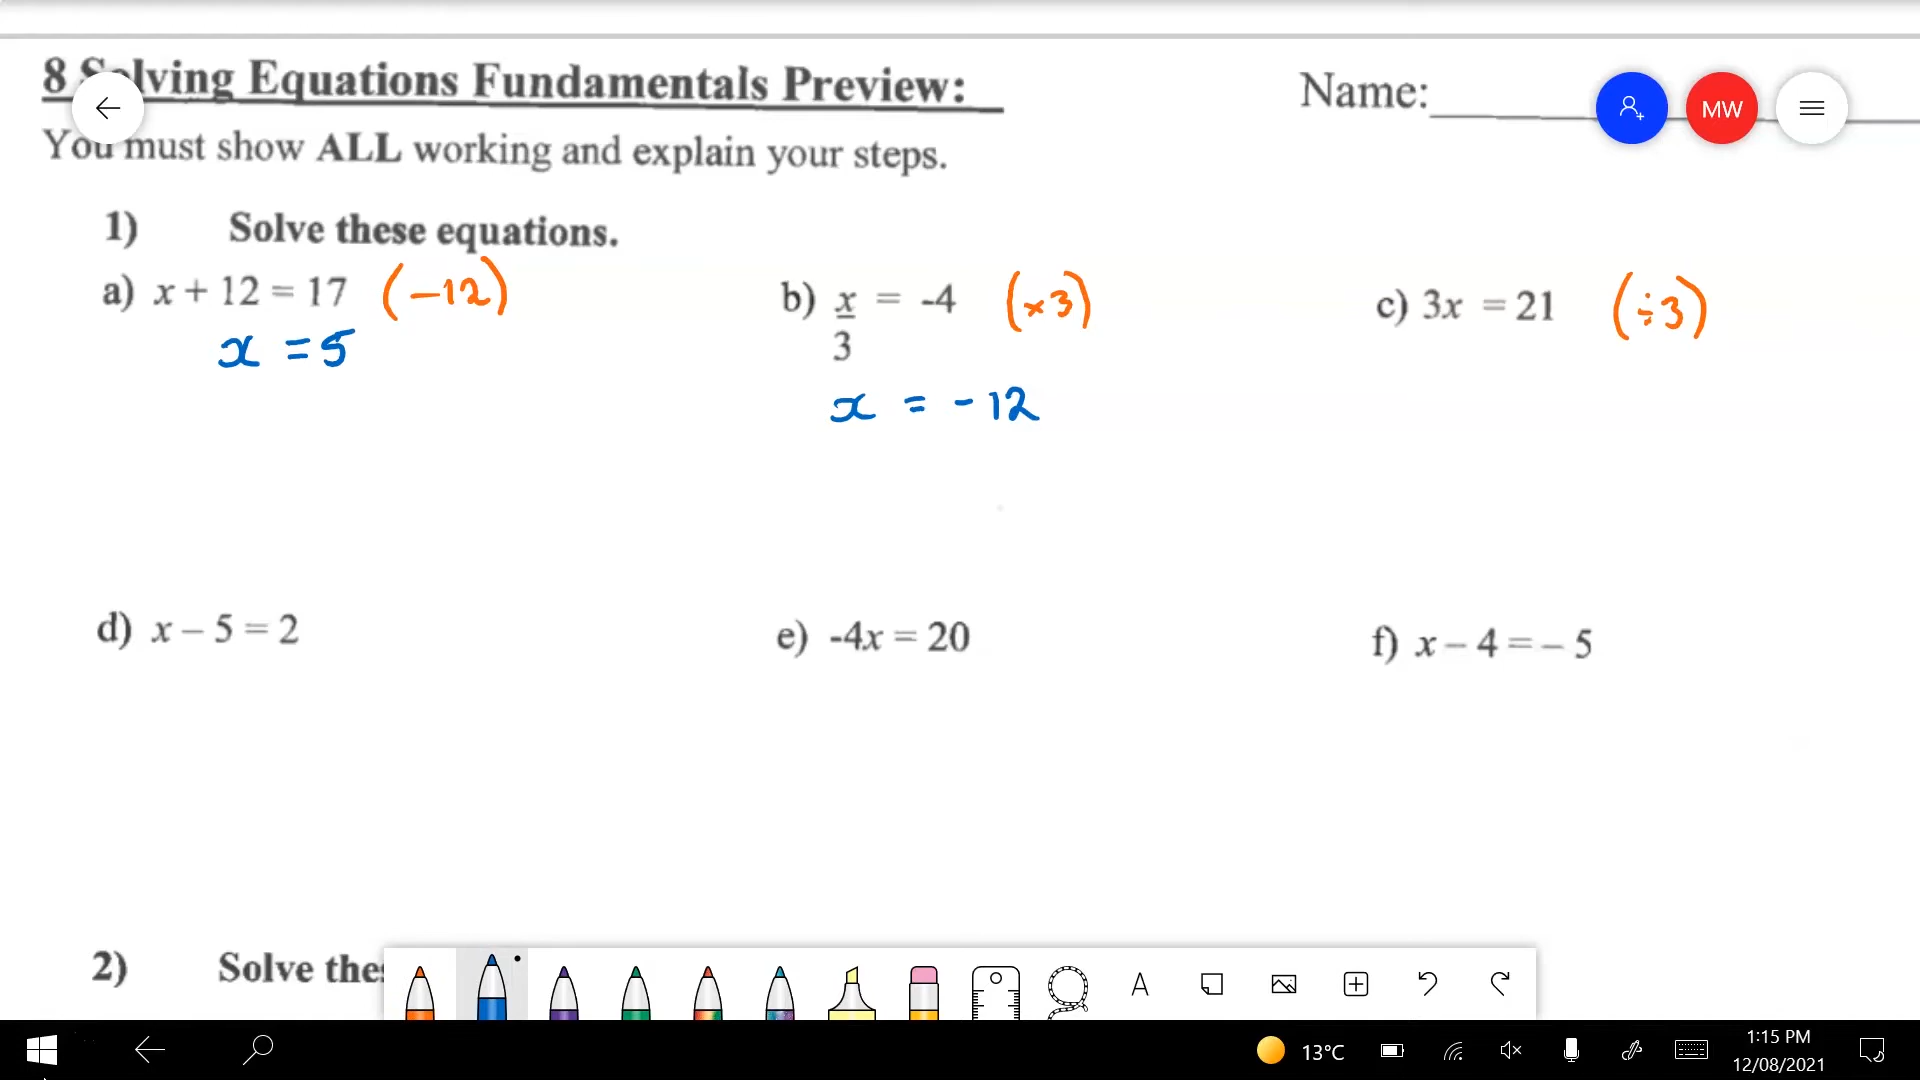 8 Solving Equations Fundamentals Preview:
Name:
MW
You must show ALL working and explain your steps.
1) Solve these equations.
a) x + 12 = 17 (-12)
x = 5
b) x/3 = -4 (×3)
x = -12
c) 3x = 21 (÷3)
d) x – 5 = 2
e) -4x = 20
f) x – 4 = – 5
2) Solve the
A
13°C
1:15 PM
12/08/2021